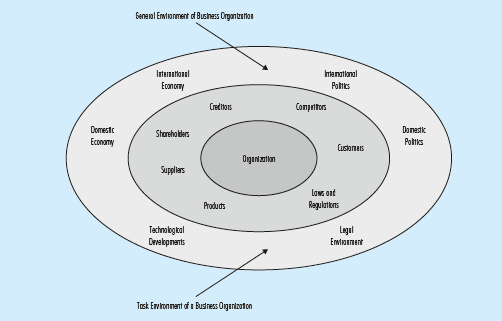 General Environment of Business Organization
International
Economy
International
Politics
Creditors
Competitors
Domestic
Economy
Shareholders
Domestic
Politics
Customers
Organization
Suppliers
Products
Laws and
Regulations
Technological
Developments
Legal
Environment
Task Environment of a Business Organization